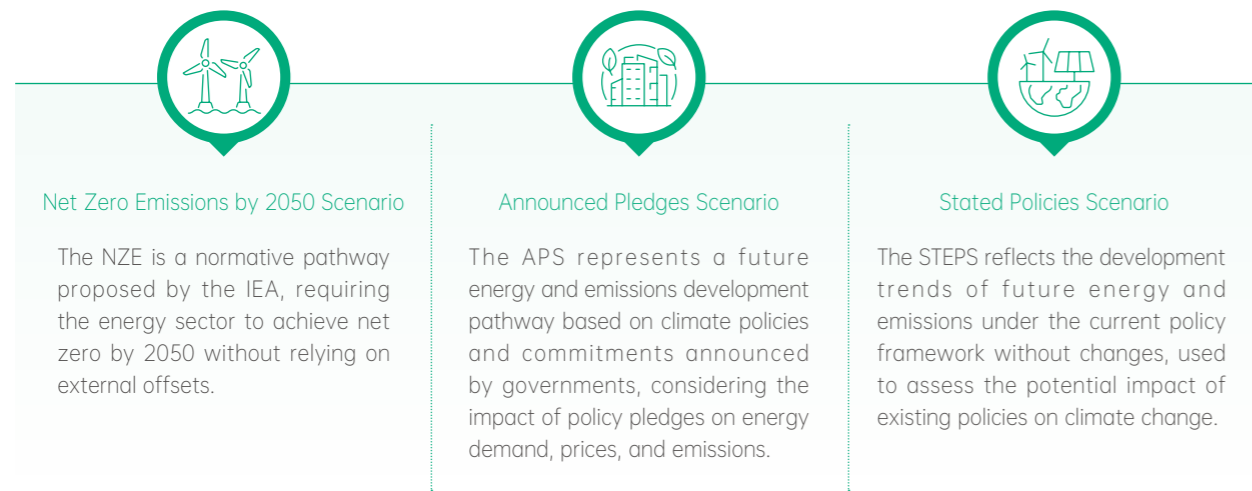 Net Zero Emissions by 2050 Scenario
The NZE is a normative pathway
proposed by the IEA, requiring
the energy sector to achieve net
zero by 2050 without relying on
external offsets.
Announced Pledges Scenario
The APS represents a future
energy and emissions development
pathway based on climate policies
and commitments announced
by governments, considering the
impact of policy pledges on energy
demand, prices, and emissions.
Stated Policies Scenario
The STEPS reflects the development
trends of future energy and
emissions under the current policy
framework without changes, used
to assess the potential impact of
existing policies on climate change.